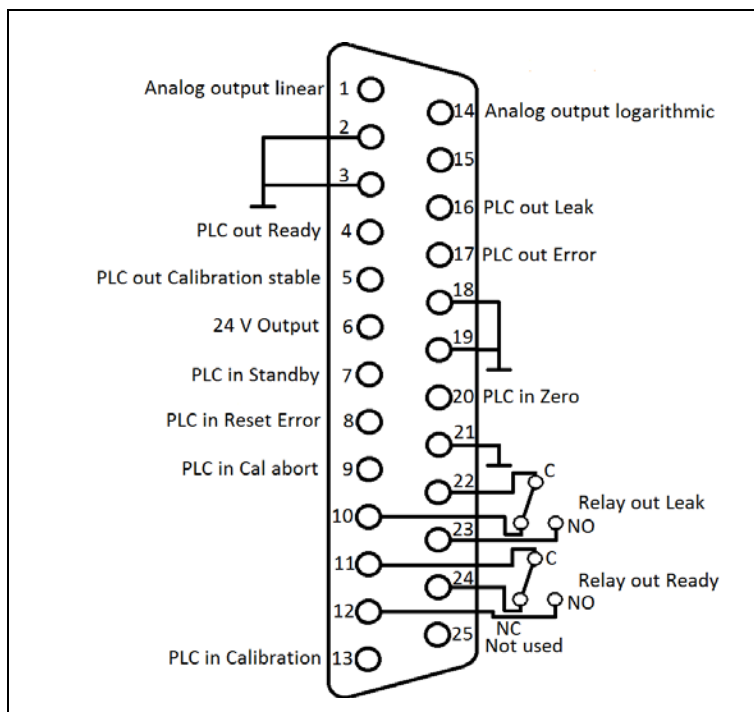 Analog output linear 1
14 Analog output logarithmic
2
15
3
16 PLC out Leak
PLC out Ready 4
17 PLC out Error
PLC out Calibration stable 5
18
24 V Output 6
19
PLC in Standby 7
20 PLC in Zero
PLC in Reset Error 8
21
PLC in Cal abort 9
22
C
10
Relay out Leak
23
NO
11
C
24
Relay out Ready
12
NO
NC
25
Not used
PLC in Calibration 13